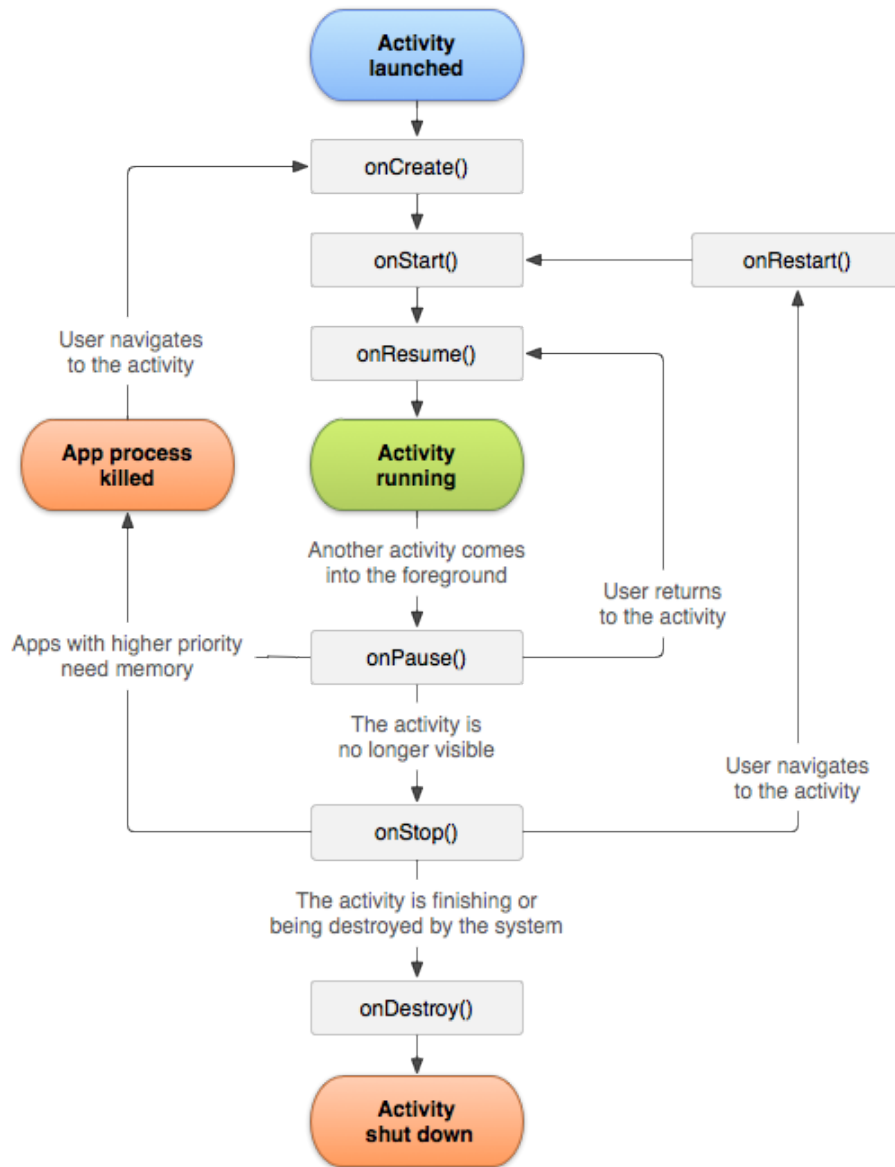 Activity
launched
onCreate()
onStart()
onRestart()
User navigates
to the activity
onResume()
App process
killed
Activity
running
Another activity comes
into the foreground
User returns
to the activity
Apps with higher priority
need memory
onPause()
The activity is
no longer visible
User navigates
to the activity
onStop()
The activity is finishing or
being destroyed by the system
onDestroy()
Activity
shut down